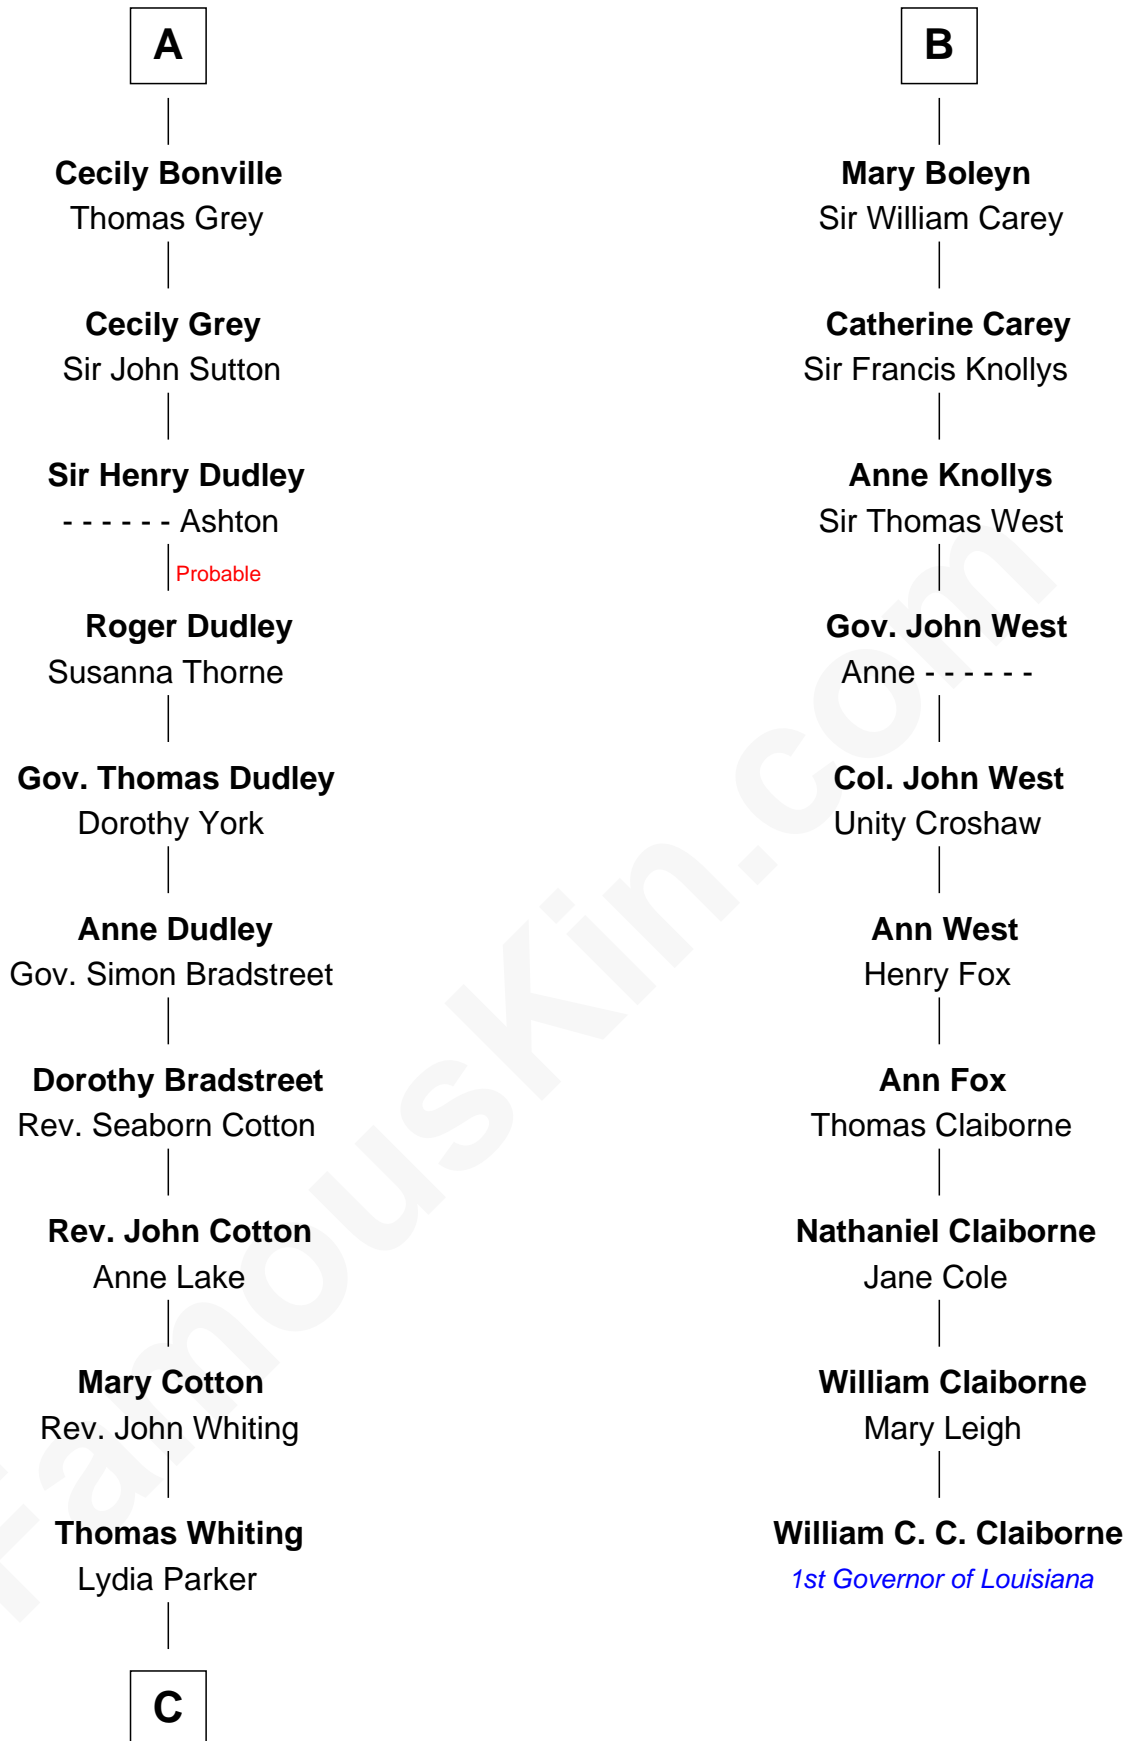 A
Cecily Bonville
Thomas Grey
Cecily Grey
Sir John Sutton
Sir Henry Dudley
- - - - - - Ashton
Probable
Roger Dudley
Susanna Thorne
Gov. Thomas Dudley
Dorothy York
Anne Dudley
Gov. Simon Bradstreet
Dorothy Bradstreet
Rev. Seaborn Cotton
Rev. John Cotton
Anne Lake
Mary Cotton
Rev. John Whiting
Thomas Whiting
Lydia Parker
C
B
Mary Boleyn
Sir William Carey
Catherine Carey
Sir Francis Knollys
Anne Knollys
Sir Thomas West
Gov. John West
Anne - - - - - -
Col. John West
Unity Croshaw
Ann West
Henry Fox
Ann Fox
Thomas Claiborne
Nathaniel Claiborne
Jane Cole
William Claiborne
Mary Leigh
William C. C. Claiborne
1st Governor of Louisiana
FamousKin.com